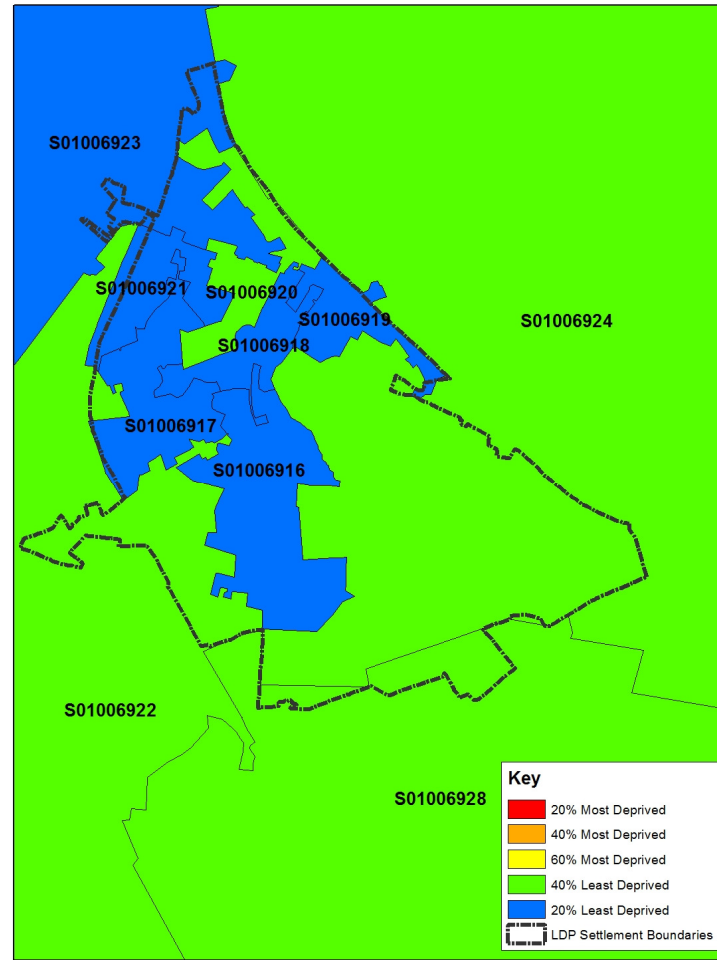 S01006923
S01006921
S01006920
S01006919
S01006924
S01006918
S01006917
S01006916
S01006922
S01006928
Key
20% Most Deprived
40% Most Deprived
60% Most Deprived
40% Least Deprived
20% Least Deprived
LDP Settlement Boundaries